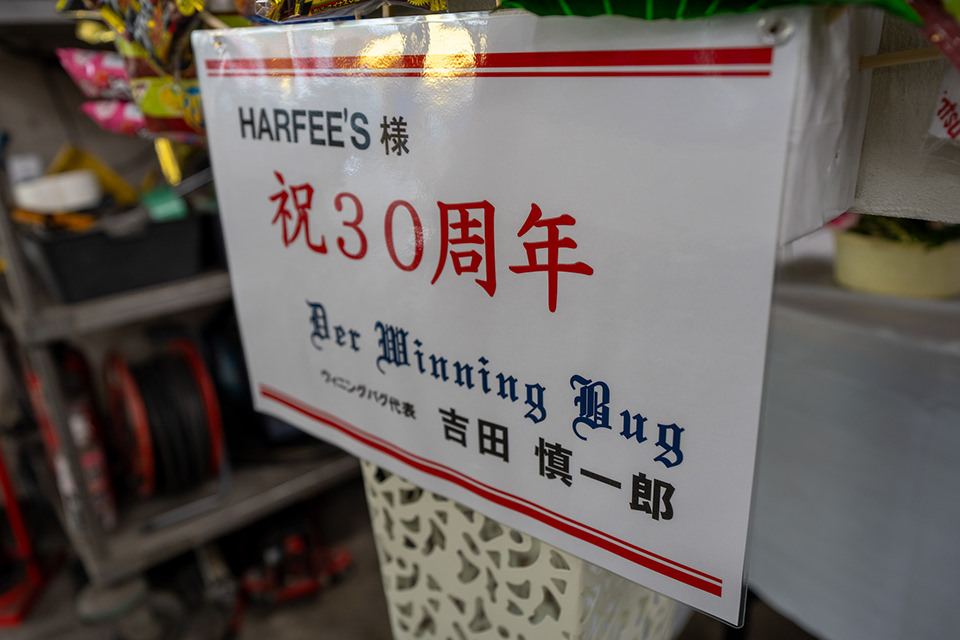 HARFEE'S 様
祝３０周年
Der Winning Bug
ウィニングバグ代表 吉田 慎一郎